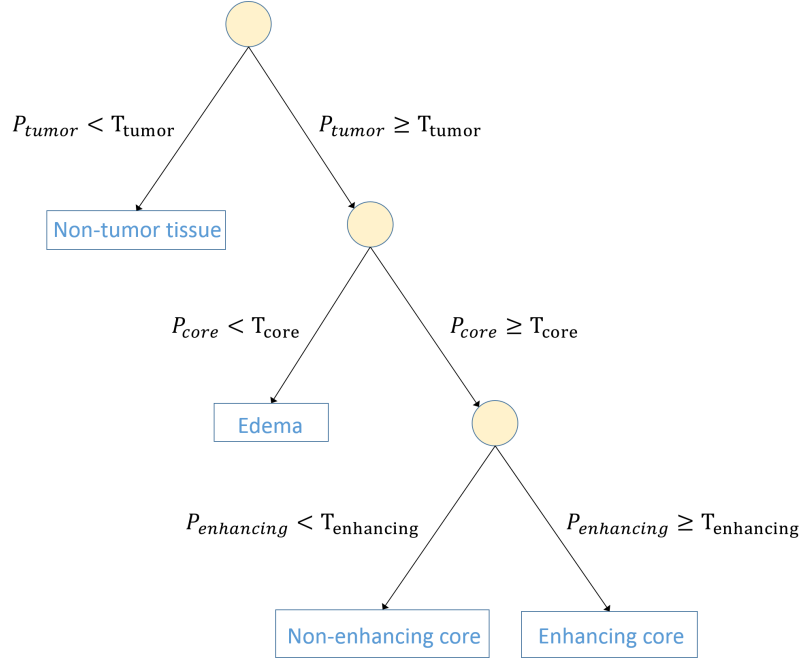 P_tumor < T_tumor
P_tumor ≥ T_tumor
Non-tumor tissue
P_core < T_core
P_core ≥ T_core
Edema
P_enhancing < T_enhancing
P_enhancing ≥ T_enhancing
Non-enhancing core
Enhancing core